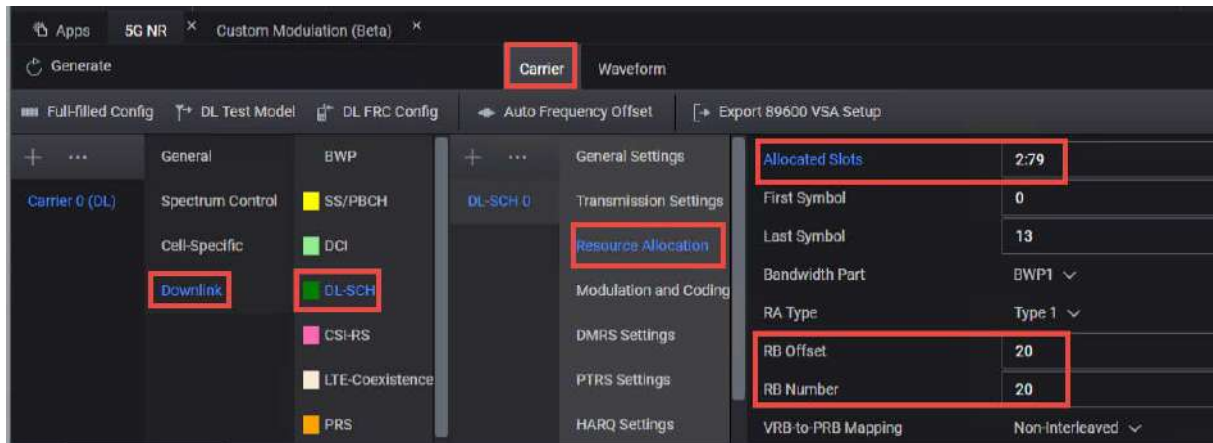 Apps 5G NR × Custom Modulation (Beta) ×
Generate Carrier Waveform
Full-filled Config DL Test Model DL FRC Config Auto Frequency Offset Export 89600 VSA Setup
+ ...
Carrier 0 (DL)
General
Spectrum Control
Cell-Specific
Downlink
BWP
SS/PBCH
DCI
DL-SCH
CSI-RS
LTE-Coexistence
PRS
+ ...
DL-SCH 0
General Settings
Transmission Settings
Resource Allocation
Modulation and Coding
DMRS Settings
PTRS Settings
HARQ Settings
Allocated Slots 2:79
First Symbol 0
Last Symbol 13
Bandwidth Part BWP1
RA Type Type 1
RB Offset 20
RB Number 20
VRB-to-PRB Mapping Non-Interleaved